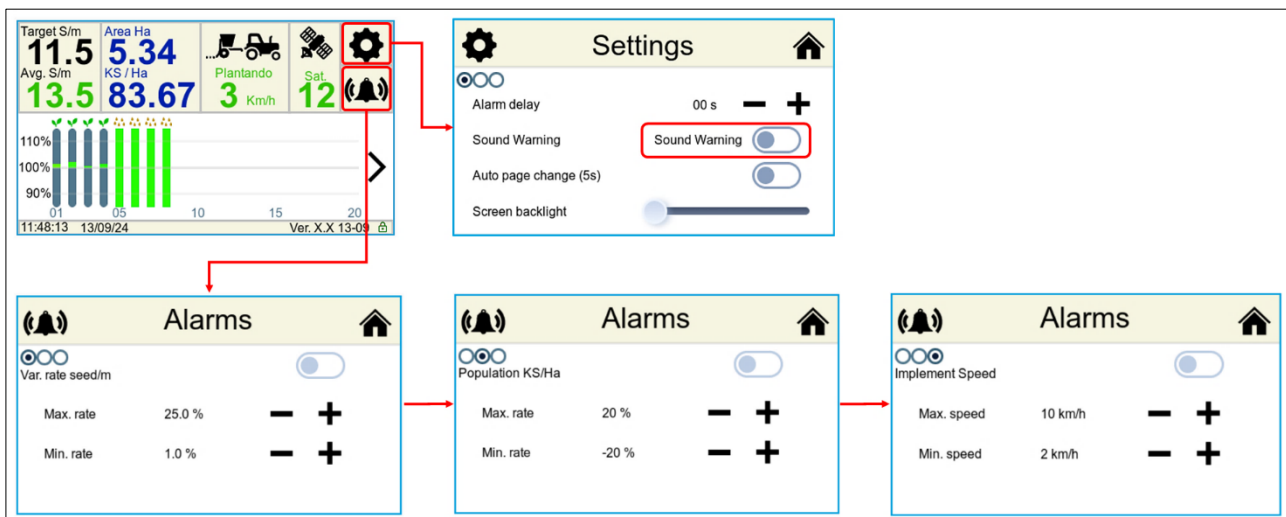 Target S/m
11.5
Area Ha
5.34
Avg. S/m
13.5
KS / Ha
83.67
Plantando
3 Km/h
Sat.
12
110%
100%
90%
01 05 10 15 20
11:48:13 13/09/24 Ver. X.X 13-09
Settings
Alarm delay 00 s
Sound Warning Sound Warning
Auto page change (5s)
Screen backlight
Alarms
Var. rate seed/m
Max. rate 25.0 %
Min. rate 1.0 %
Alarms
Population KS/Ha
Max. rate 20 %
Min. rate -20 %
Alarms
Implement Speed
Max. speed 10 km/h
Min. speed 2 km/h